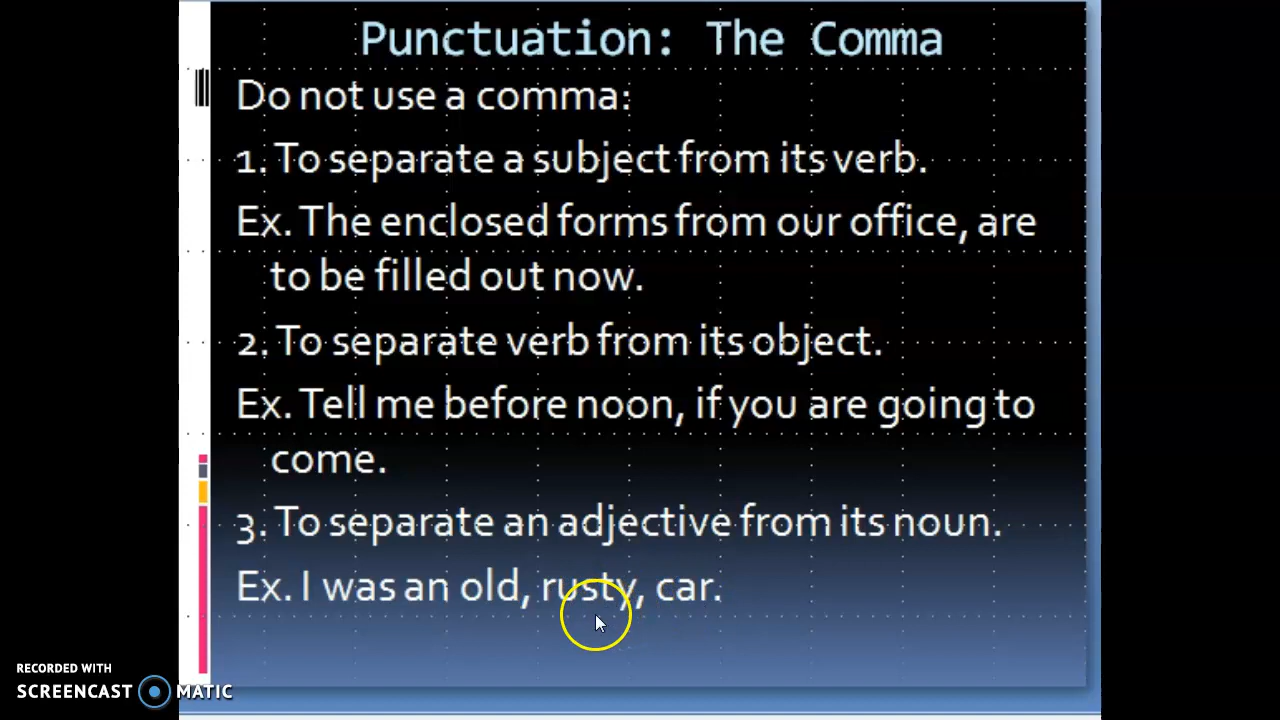 Punctuation: The Comma
Do not use a comma:
1. To separate a subject from its verb.
Ex. The enclosed forms from our office, are
to be filled out now.
2. To separate verb from its object.
Ex. Tell me before noon, if you are going to
come.
3. To separate an adjective from its noun.
Ex. I was an old, rusty, car.
RECORDED WITH
SCREENCAST MATIC